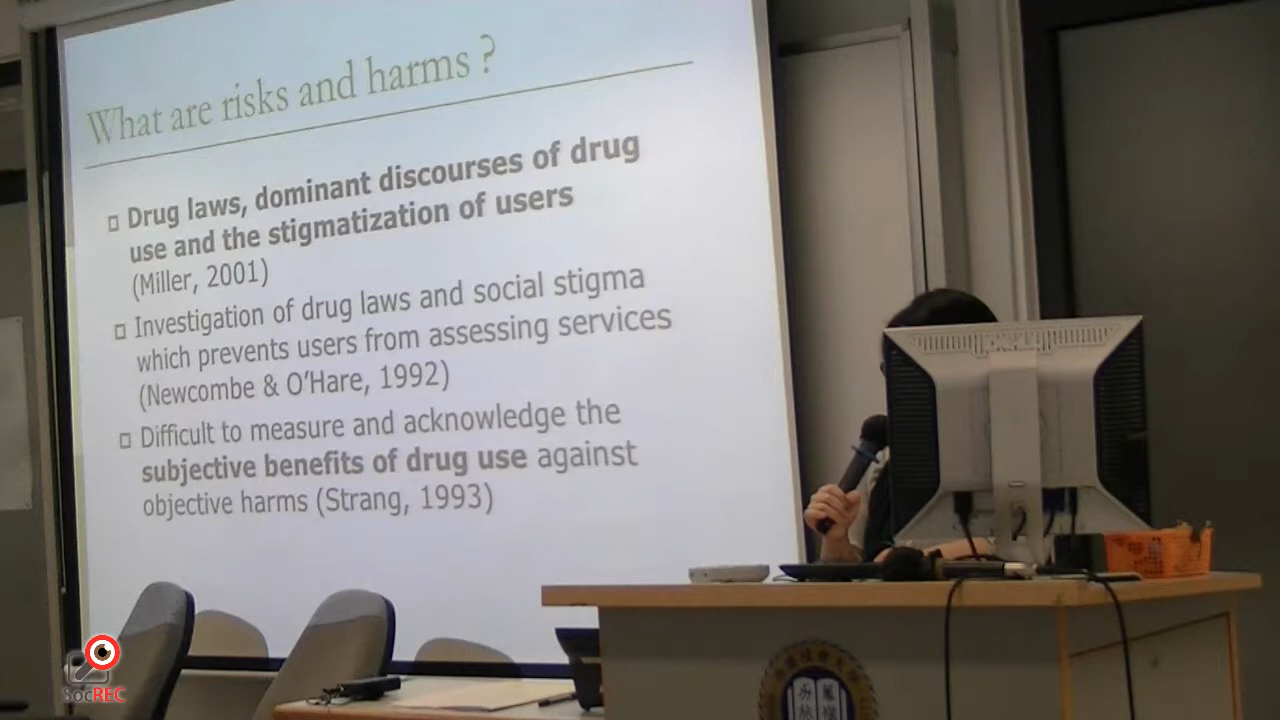 What are risks and harms ?
Drug laws, dominant discourses of drug
use and the stigmatization of users
(Miller, 2001)
Investigation of drug laws and social stigma
which prevents users from assessing services
(Newcombe & O'Hare, 1992)
Difficult to measure and acknowledge the
subjective benefits of drug use against
objective harms (Strang, 1993)
SocREC